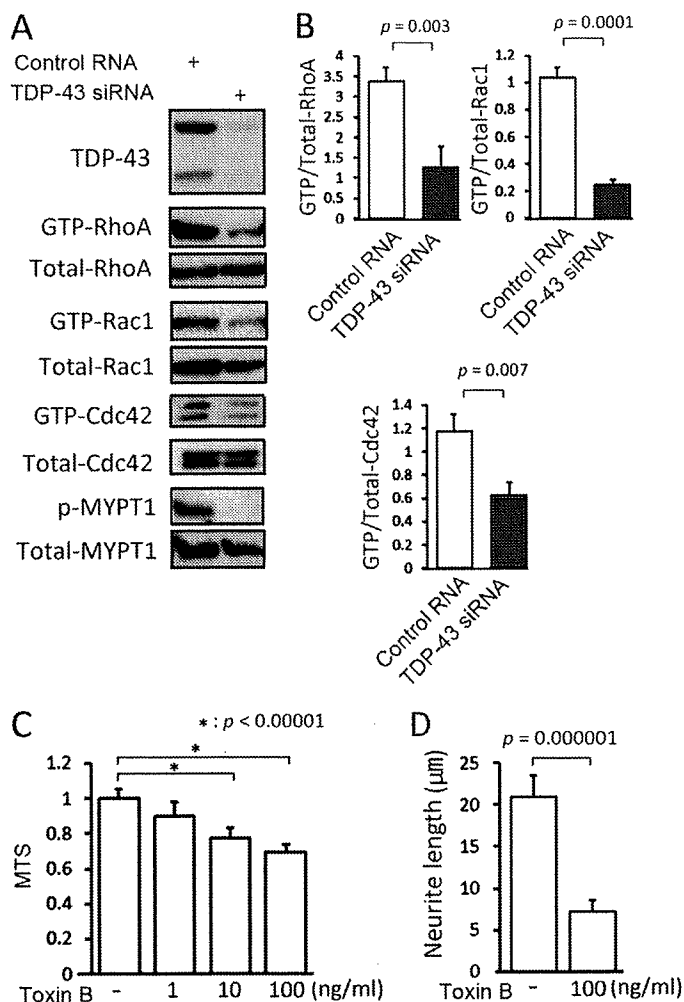 A
Control RNA +
TDP-43 siRNA +
TDP-43
GTP-RhoA
Total-RhoA
GTP-Rac1
Total-Rac1
GTP-Cdc42
Total-Cdc42
p-MYPT1
Total-MYPT1
B
p = 0.003
GTP/Total-RhoA
4
3.5
3
2.5
2
1.5
1
0.5
0
Control RNA
TDP-43 siRNA
p = 0.0001
GTP/Total-Rac1
1.2
1
0.8
0.6
0.4
0.2
0
Control RNA
TDP-43 siRNA
p = 0.007
GTP/Total-Cdc42
1.4
1.2
1
0.8
0.6
0.4
0.2
0
Control RNA
TDP-43 siRNA
C
* : p < 0.00001
*
*
MTS
1.2
1
0.8
0.6
0.4
0.2
0
Toxin B - 1 10 100 (ng/ml)
D
p = 0.000001
Neurite length (μm)
25
20
15
10
5
0
Toxin B - 100 (ng/ml)